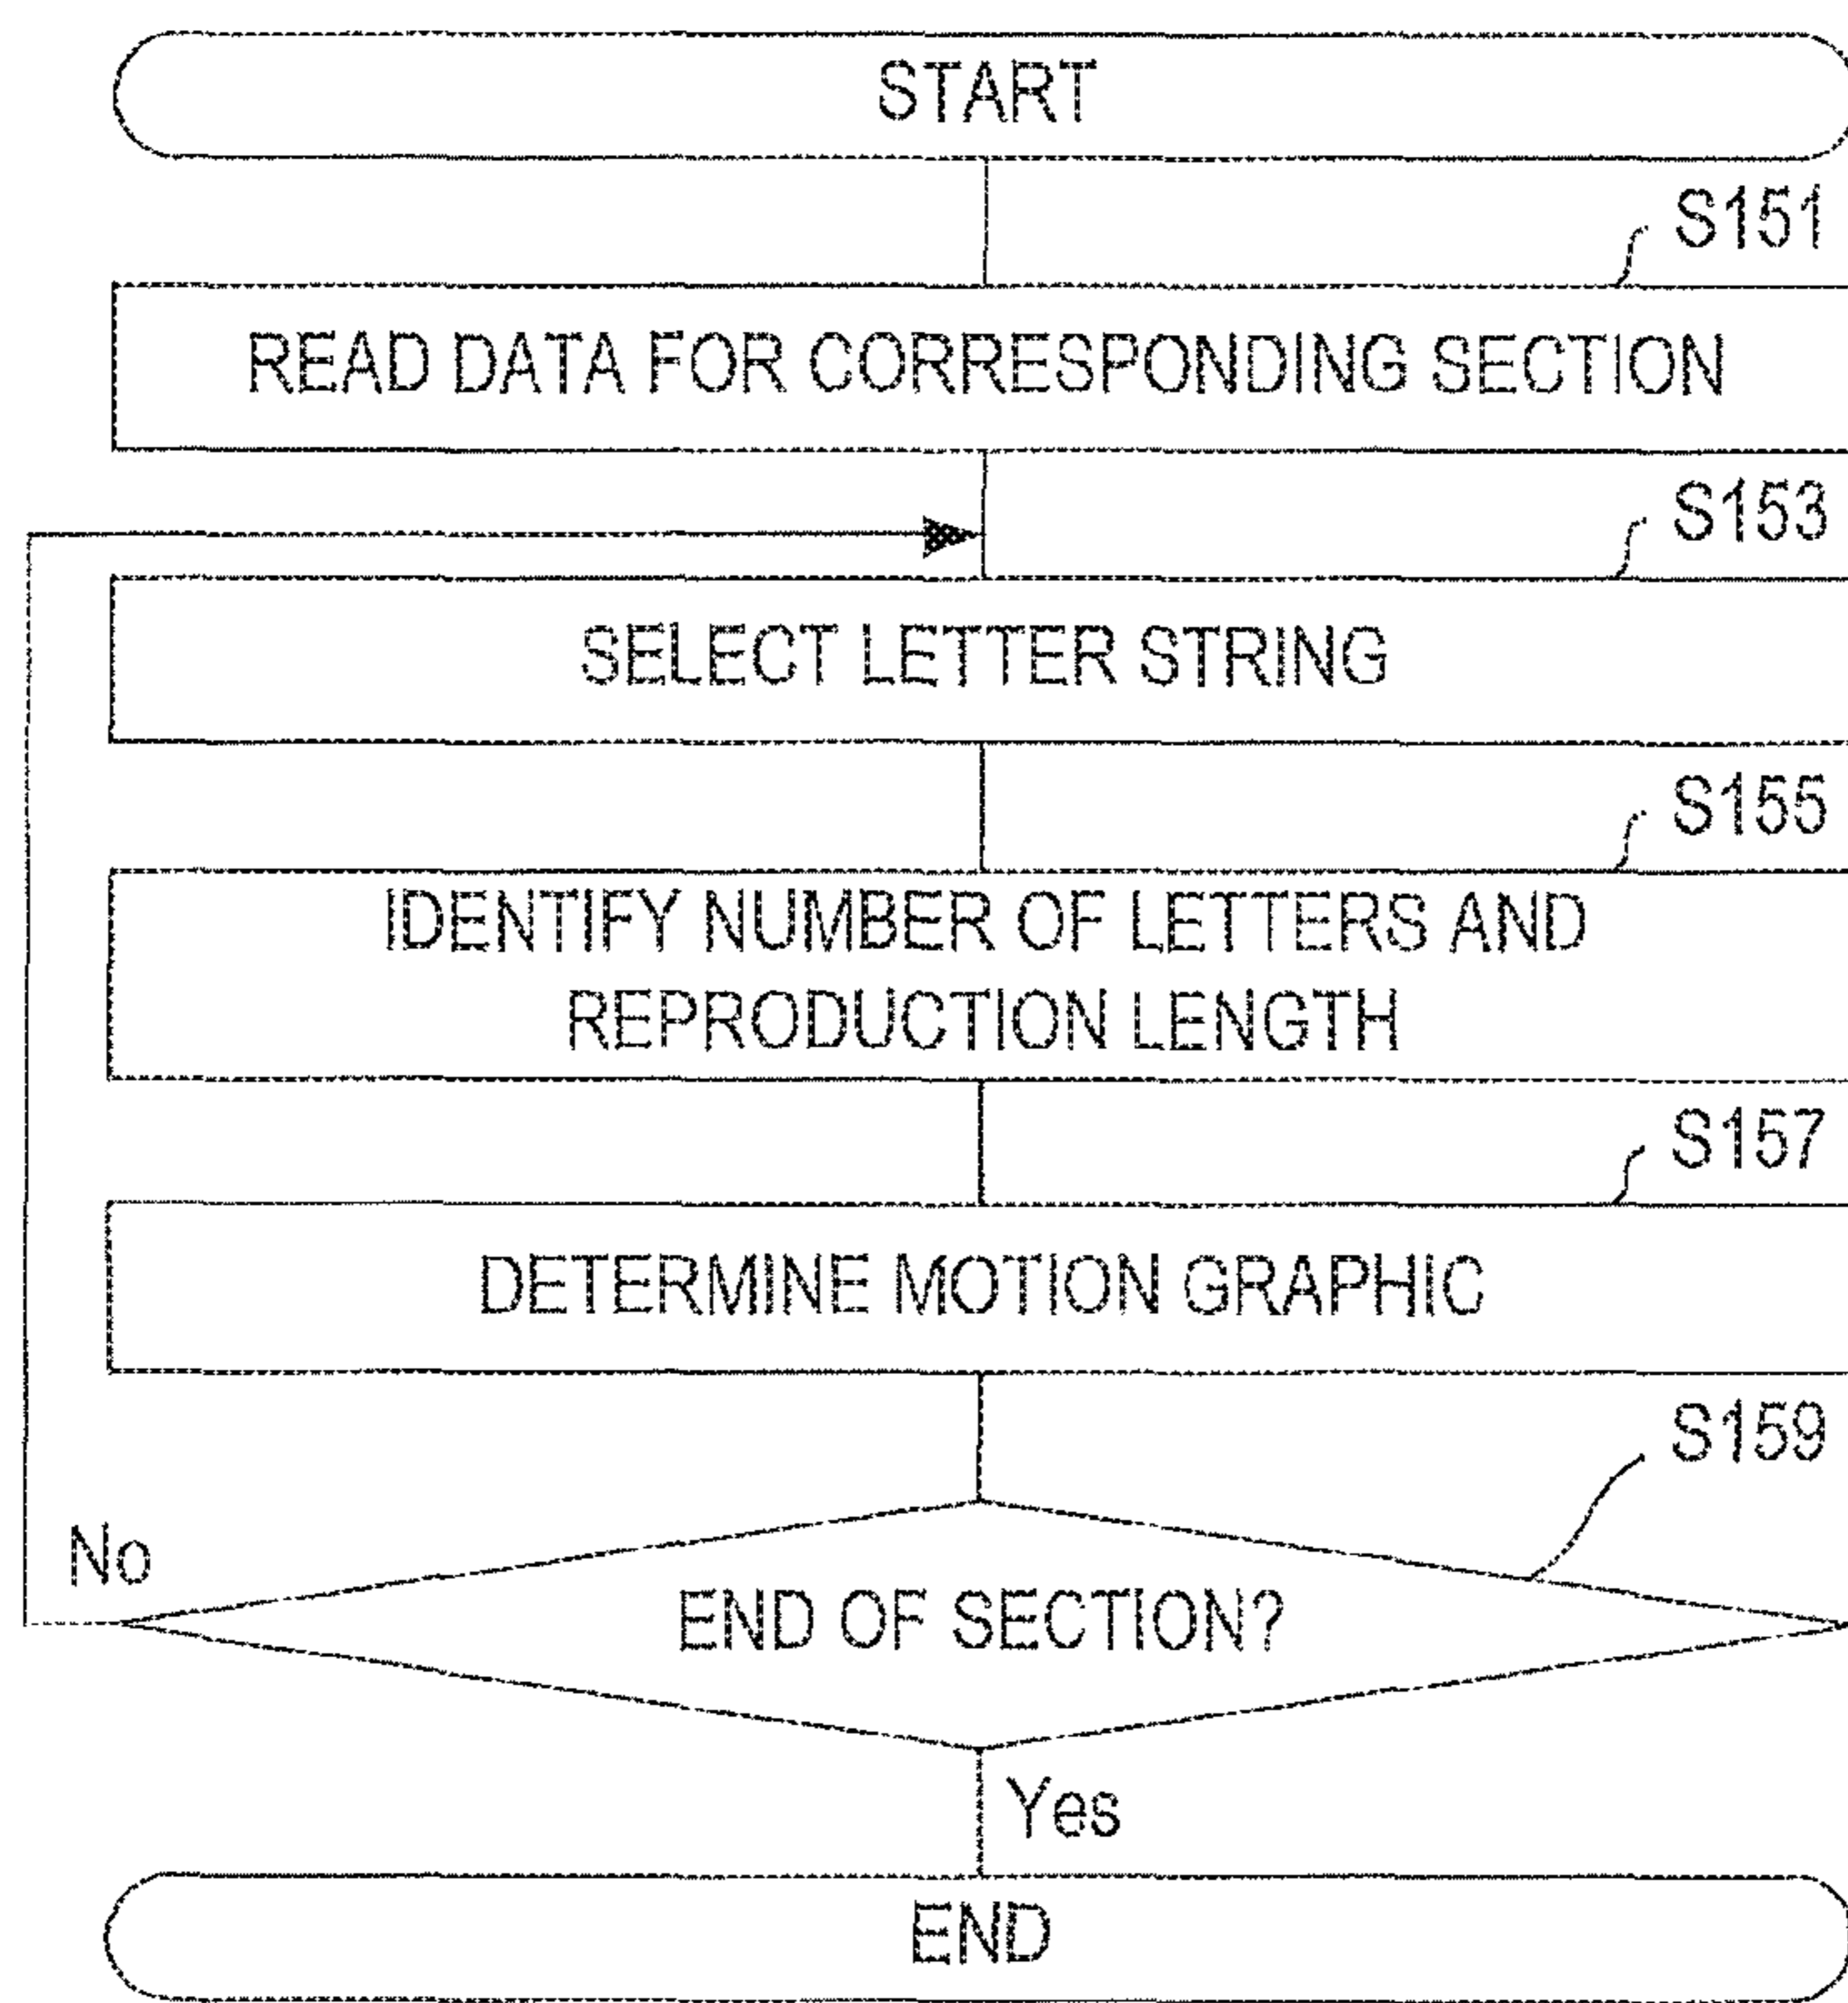 START
S151
READ DATA FOR CORRESPONDING SECTION
S153
SELECT LETTER STRING
S155
IDENTIFY NUMBER OF LETTERS AND
REPRODUCTION LENGTH
S157
DETERMINE MOTION GRAPHIC
S159
No
END OF SECTION?
Yes
END